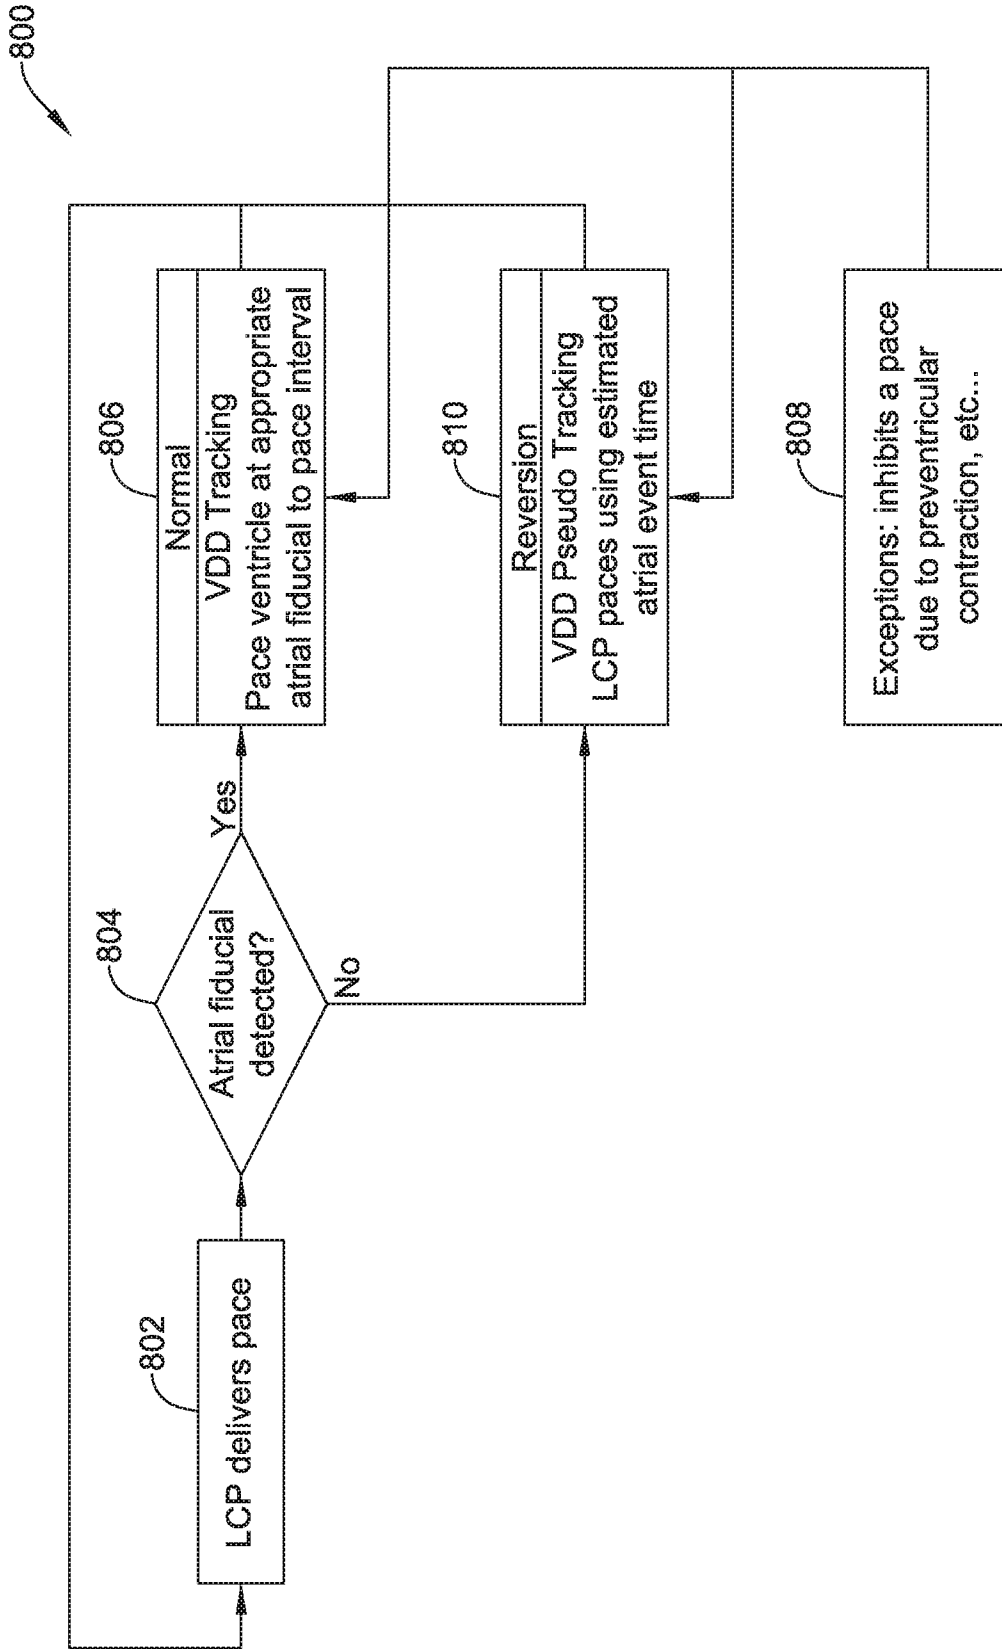 800
802
LCP delivers pace
804
Atrial fiducial
detected?
Yes
No
806
Normal
VDD Tracking
Pace ventricle at appropriate
atrial fiducial to pace interval
810
Reversion
VDD Pseudo Tracking
LCP paces using estimated
atrial event time
808
Exceptions: inhibits a pace
due to preventricular
contraction, etc...